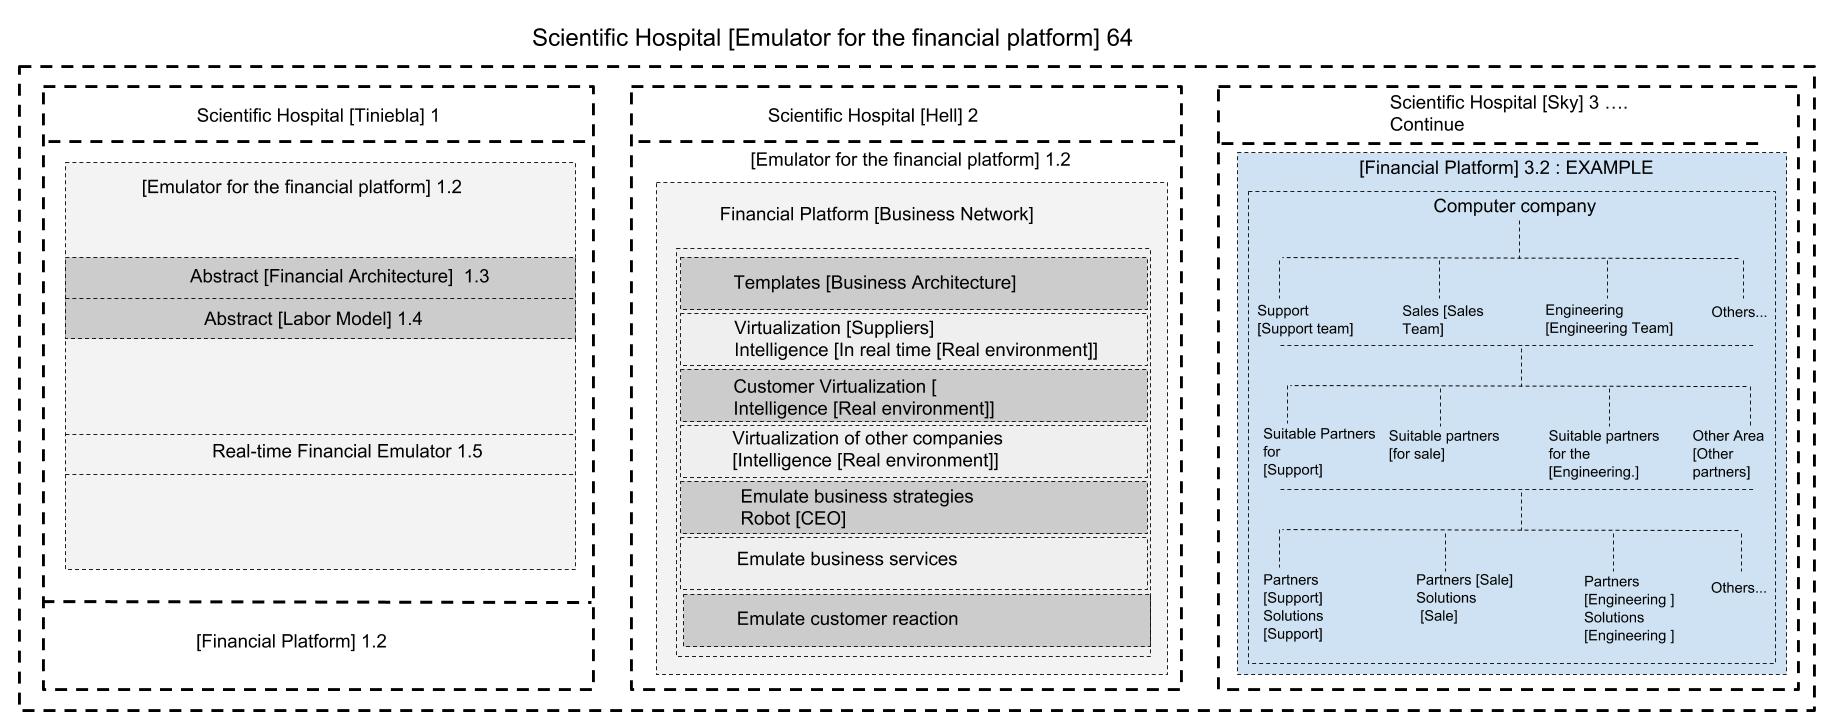 Scientific Hospital [Emulator for the financial platform] 64
Scientific Hospital [Tiniebla] 1
[Emulator for the financial platform] 1.2
Abstract [Financial Architecture]  1.3
Abstract [Labor Model] 1.4
Real-time Financial Emulator 1.5
[Financial Platform] 1.2
Scientific Hospital [Hell] 2
[Emulator for the financial platform] 1.2
Financial Platform [Business Network]
Templates [Business Architecture]
Virtualization [Suppliers]
Intelligence [In real time [Real environment]]
Customer Virtualization [
Intelligence [Real environment]]
Virtualization of other companies
[Intelligence [Real environment]]
Emulate business strategies
Robot [CEO]
Emulate business services
Emulate customer reaction
Scientific Hospital [Sky] 3 ….
Continue
[Financial Platform] 3.2 : EXAMPLE
Computer company
Support
[Support team]
Sales [Sales
Team]
Engineering
[Engineering Team]
Others...
Suitable Partners
for
[Support]
Suitable partners
[for sale]
Suitable partners
for the
[Engineering.]
Other Area
[Other
partners]
Partners
[Support]
Solutions
[Support]
Partners [Sale]
Solutions
[Sale]
Partners
[Engineering ]
Solutions
[Engineering ]
Others...